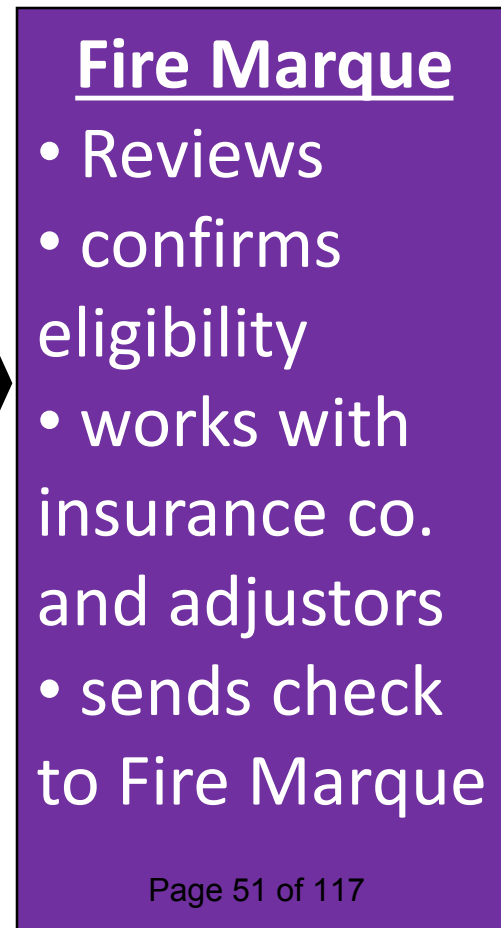 Fire Marque
• Reviews
• confirms
eligibility
• works with
insurance co.
and adjustors
• sends check
to Fire Marque
Page 51 of 117